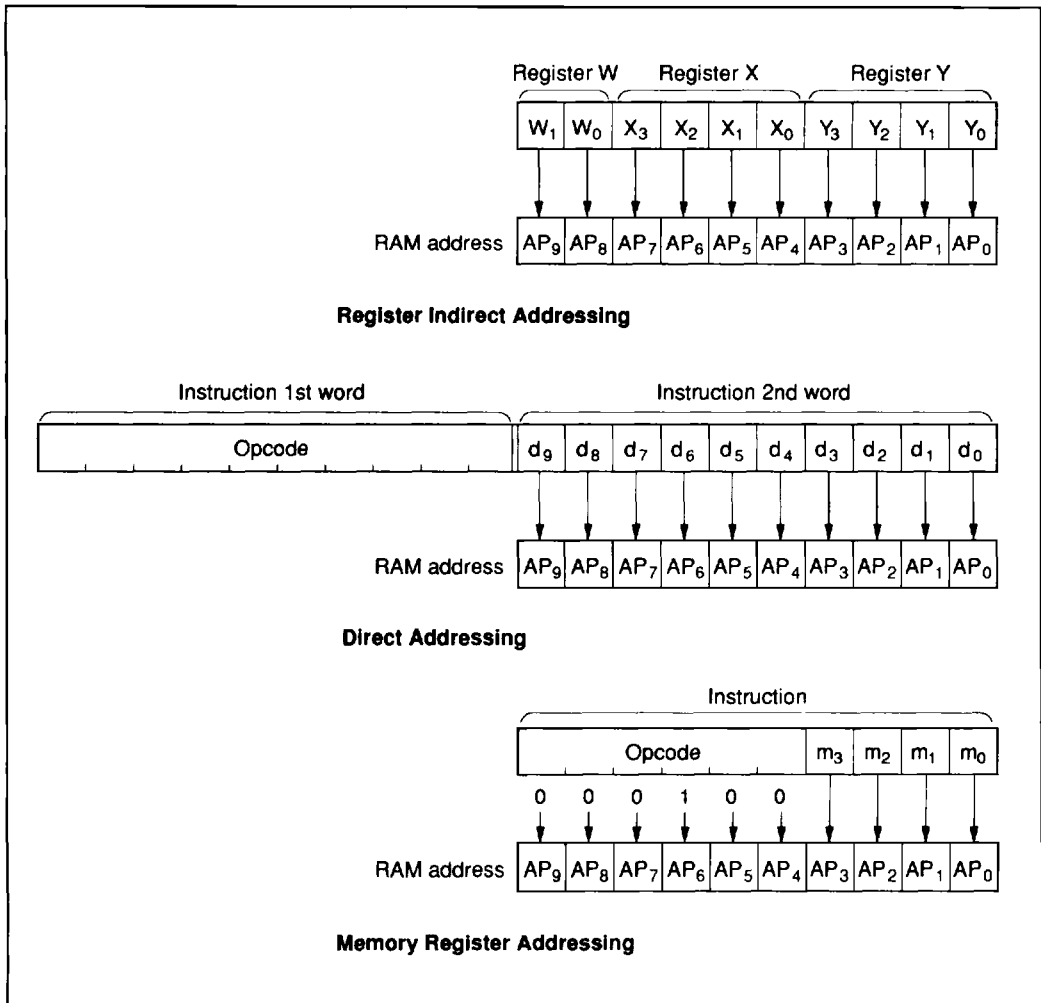 Register W Register X Register Y
W₁ W₀ X₃ X₂ X₁ X₀ Y₃ Y₂ Y₁ Y₀
RAM address AP₉ AP₈ AP₇ AP₆ AP₅ AP₄ AP₃ AP₂ AP₁ AP₀
Register Indirect Addressing
Instruction 1st word Instruction 2nd word
Opcode d₉ d₈ d₇ d₆ d₅ d₄ d₃ d₂ d₁ d₀
RAM address AP₉ AP₈ AP₇ AP₆ AP₅ AP₄ AP₃ AP₂ AP₁ AP₀
Direct Addressing
Instruction
Opcode m₃ m₂ m₁ m₀
0 0 0 1 0 0
RAM address AP₉ AP₈ AP₇ AP₆ AP₅ AP₄ AP₃ AP₂ AP₁ AP₀
Memory Register Addressing